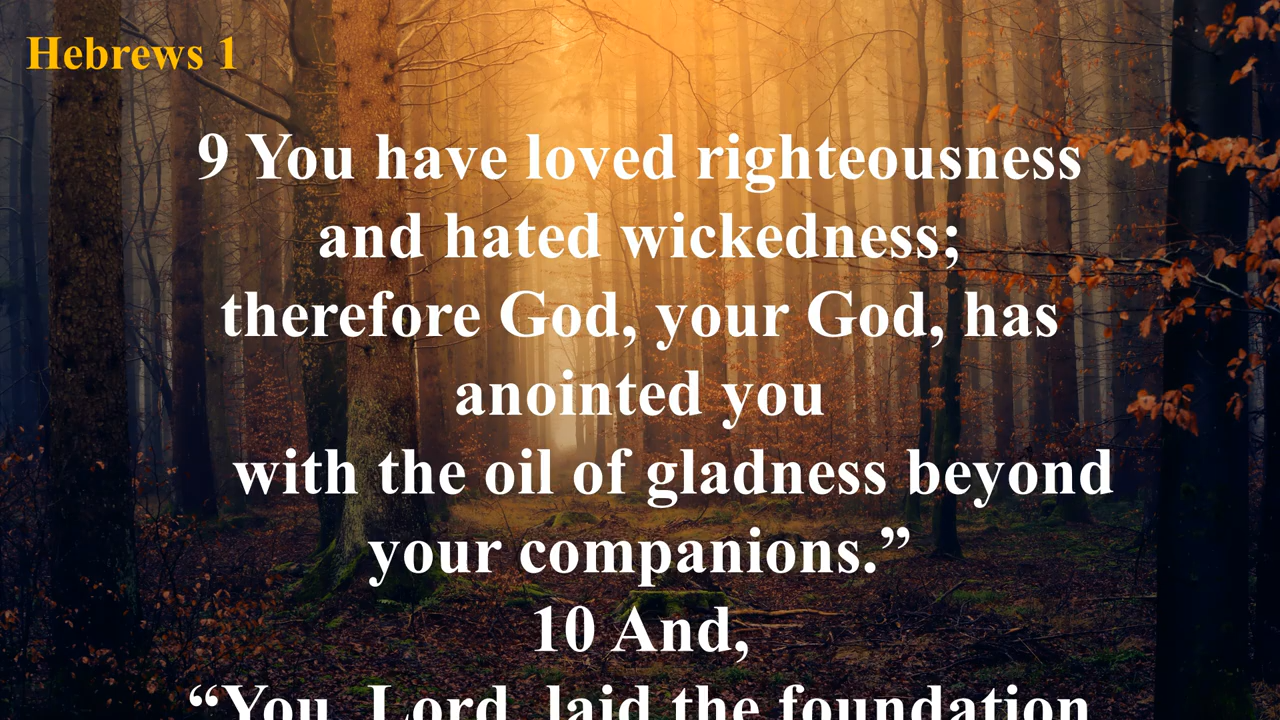 Hebrews 1
9 You have loved righteousness
and hated wickedness;
therefore God, your God, has
anointed you
with the oil of gladness beyond
your companions.”
10 And,
“You, Lord, laid the foundation